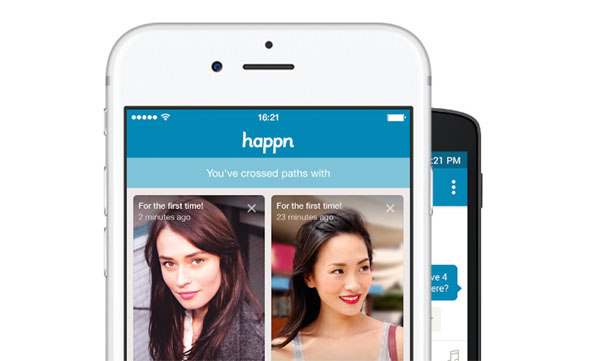 16:21
:21 PM
happn
You've crossed paths with
For the first time!
2 minutes ago
For the first time!
23 minutes ago
ve 4
ere?